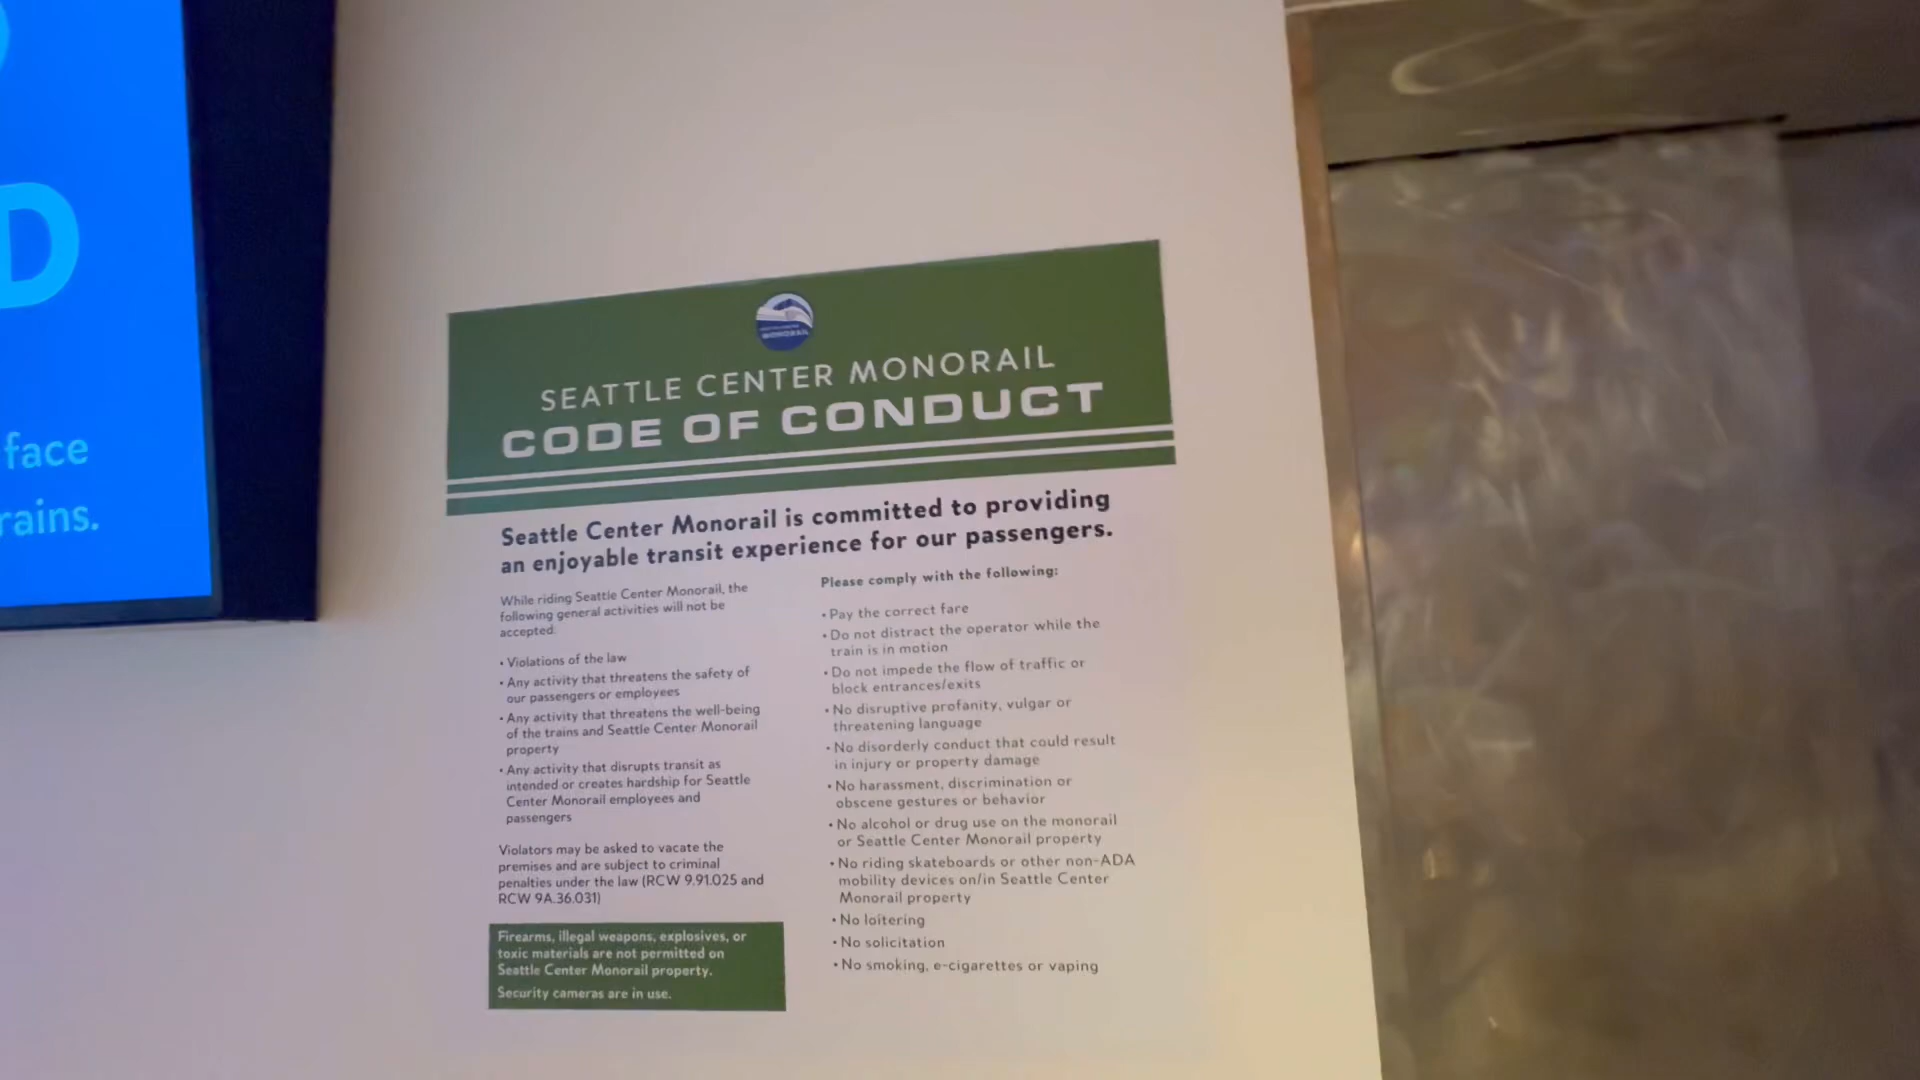 D
face
rains.
MONORAIL
SEATTLE CENTER MONORAIL
CODE OF CONDUCT
Seattle Center Monorail is committed to providing
an enjoyable transit experience for our passengers.
While riding Seattle Center Monorail, the
following general activities will not be
accepted:
• Violations of the law
• Any activity that threatens the safety of
our passengers or employees
• Any activity that threatens the well-being
of the trains and Seattle Center Monorail
property
• Any activity that disrupts transit as
intended or creates hardship for Seattle
Center Monorail employees and
passengers
Violators may be asked to vacate the
premises and are subject to criminal
penalties under the law (RCW 9.91.025 and
RCW 9A.36.031)
Firearms, illegal weapons, explosives, or
toxic materials are not permitted on
Seattle Center Monorail property.
Security cameras are in use.
Please comply with the following:
• Pay the correct fare
• Do not distract the operator while the
train is in motion
• Do not impede the flow of traffic or
block entrances/exits
• No disruptive profanity, vulgar or
threatening language
• No disorderly conduct that could result
in injury or property damage
• No harassment, discrimination or
obscene gestures or behavior
• No alcohol or drug use on the monorail
or Seattle Center Monorail property
• No riding skateboards or other non-ADA
mobility devices on/in Seattle Center
Monorail property
• No loitering
• No solicitation
• No smoking, e-cigarettes or vaping